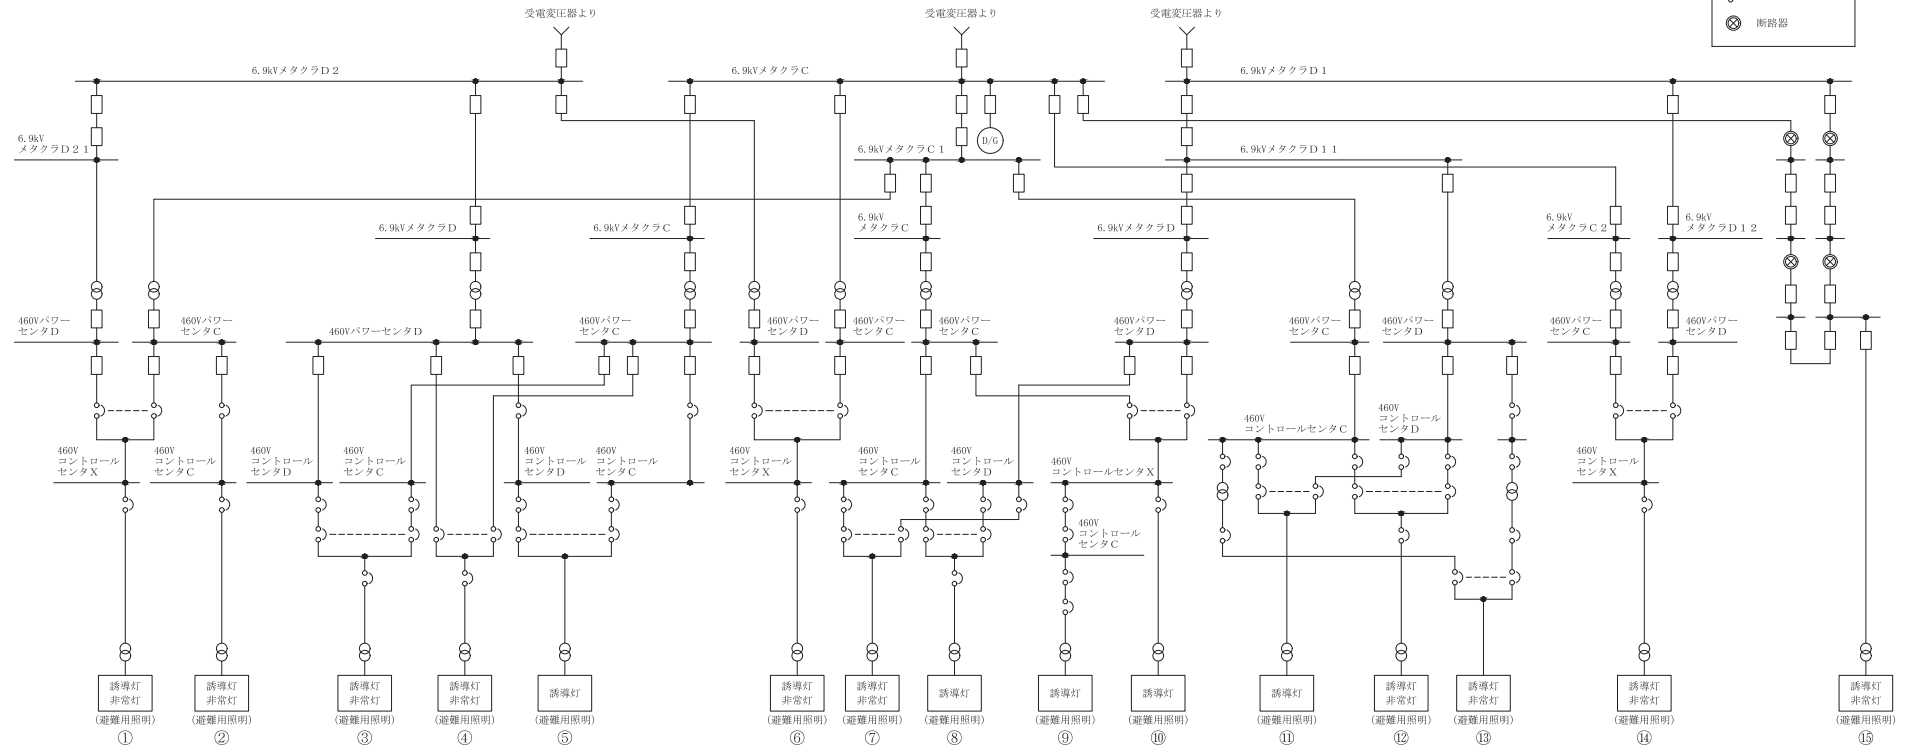 受電変圧器より
受電変圧器より
受電変圧器より
断路器
6.9kVメタクラD2
6.9kVメタクラC
6.9kVメタクラD1
D/G
6.9kV
メタクラD21
6.9kVメタクラC1
6.9kVメタクラD11
6.9kVメタクラD
6.9kVメタクラC
6.9kV
メタクラC
6.9kVメタクラD
6.9kV
メタクラC2
6.9kV
メタクラD12
460Vパワー
センタD
460Vパワー
センタC
460VパワーセンタD
460Vパワー
センタC
460Vパワー
センタD
460Vパワー
センタC
460Vパワー
センタC
460Vパワー
センタD
460Vパワー
センタC
460Vパワー
センタD
460Vパワー
センタC
460Vパワー
センタD
460V
コントロールセンタC
460V
コントロール
センタD
460V
コントロール
センタX
460V
コントロール
センタC
460V
コントロール
センタD
460V
コントロール
センタC
460V
コントロール
センタD
460V
コントロール
センタC
460V
コントロール
センタX
460V
コントロール
センタC
460V
コントロール
センタD
460V
コントロールセンタX
460V
コントロール
センタX
460V
コントロール
センタC
誘導灯
非常灯
(避難用照明)
①
誘導灯
非常灯
(避難用照明)
②
誘導灯
非常灯
(避難用照明)
③
誘導灯
非常灯
(避難用照明)
④
誘導灯
(避難用照明)
⑤
誘導灯
非常灯
(避難用照明)
⑥
誘導灯
非常灯
(避難用照明)
⑦
誘導灯
(避難用照明)
⑧
誘導灯
(避難用照明)
⑨
誘導灯
(避難用照明)
⑩
誘導灯
(避難用照明)
⑪
誘導灯
非常灯
(避難用照明)
⑫
誘導灯
非常灯
(避難用照明)
⑬
誘導灯
非常灯
(避難用照明)
⑭
誘導灯
非常灯
(避難用照明)
⑮